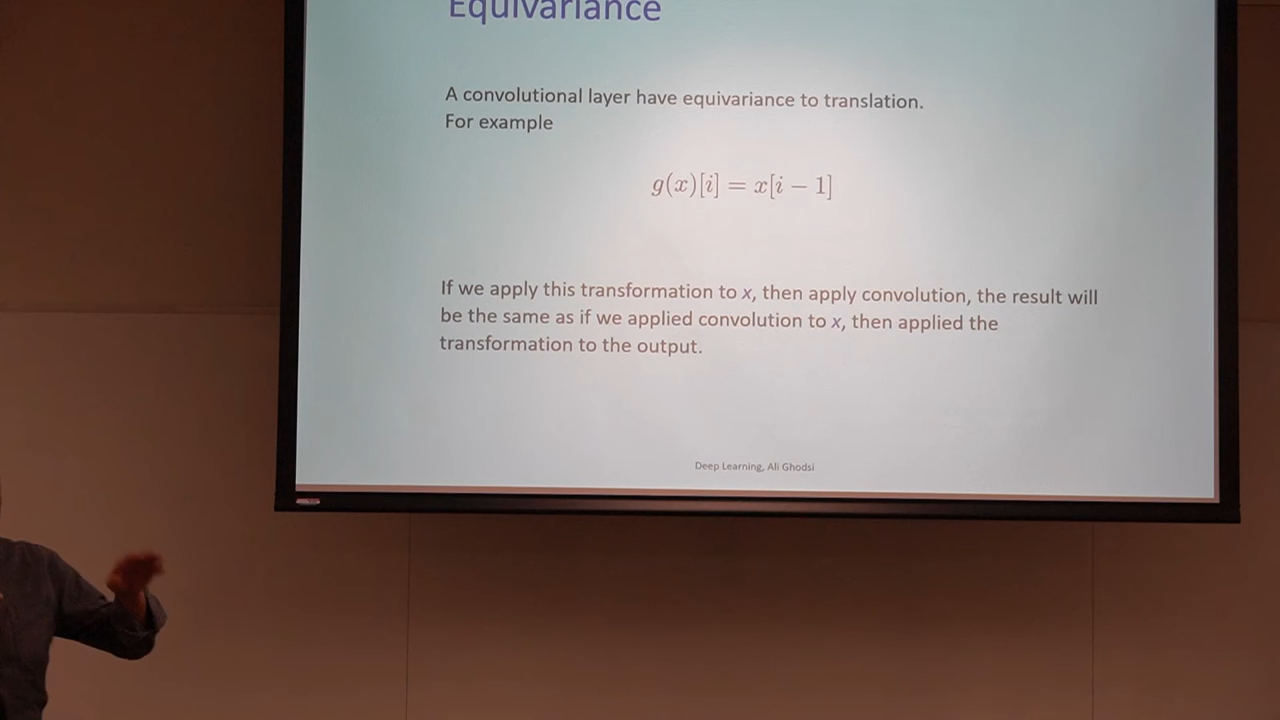 Equivariance
A convolutional layer have equivariance to translation.
For example
g(x)[i] = x[i − 1]
If we apply this transformation to x, then apply convolution, the result will
be the same as if we applied convolution to x, then applied the
transformation to the output.
Deep Learning, Ali Ghodsi